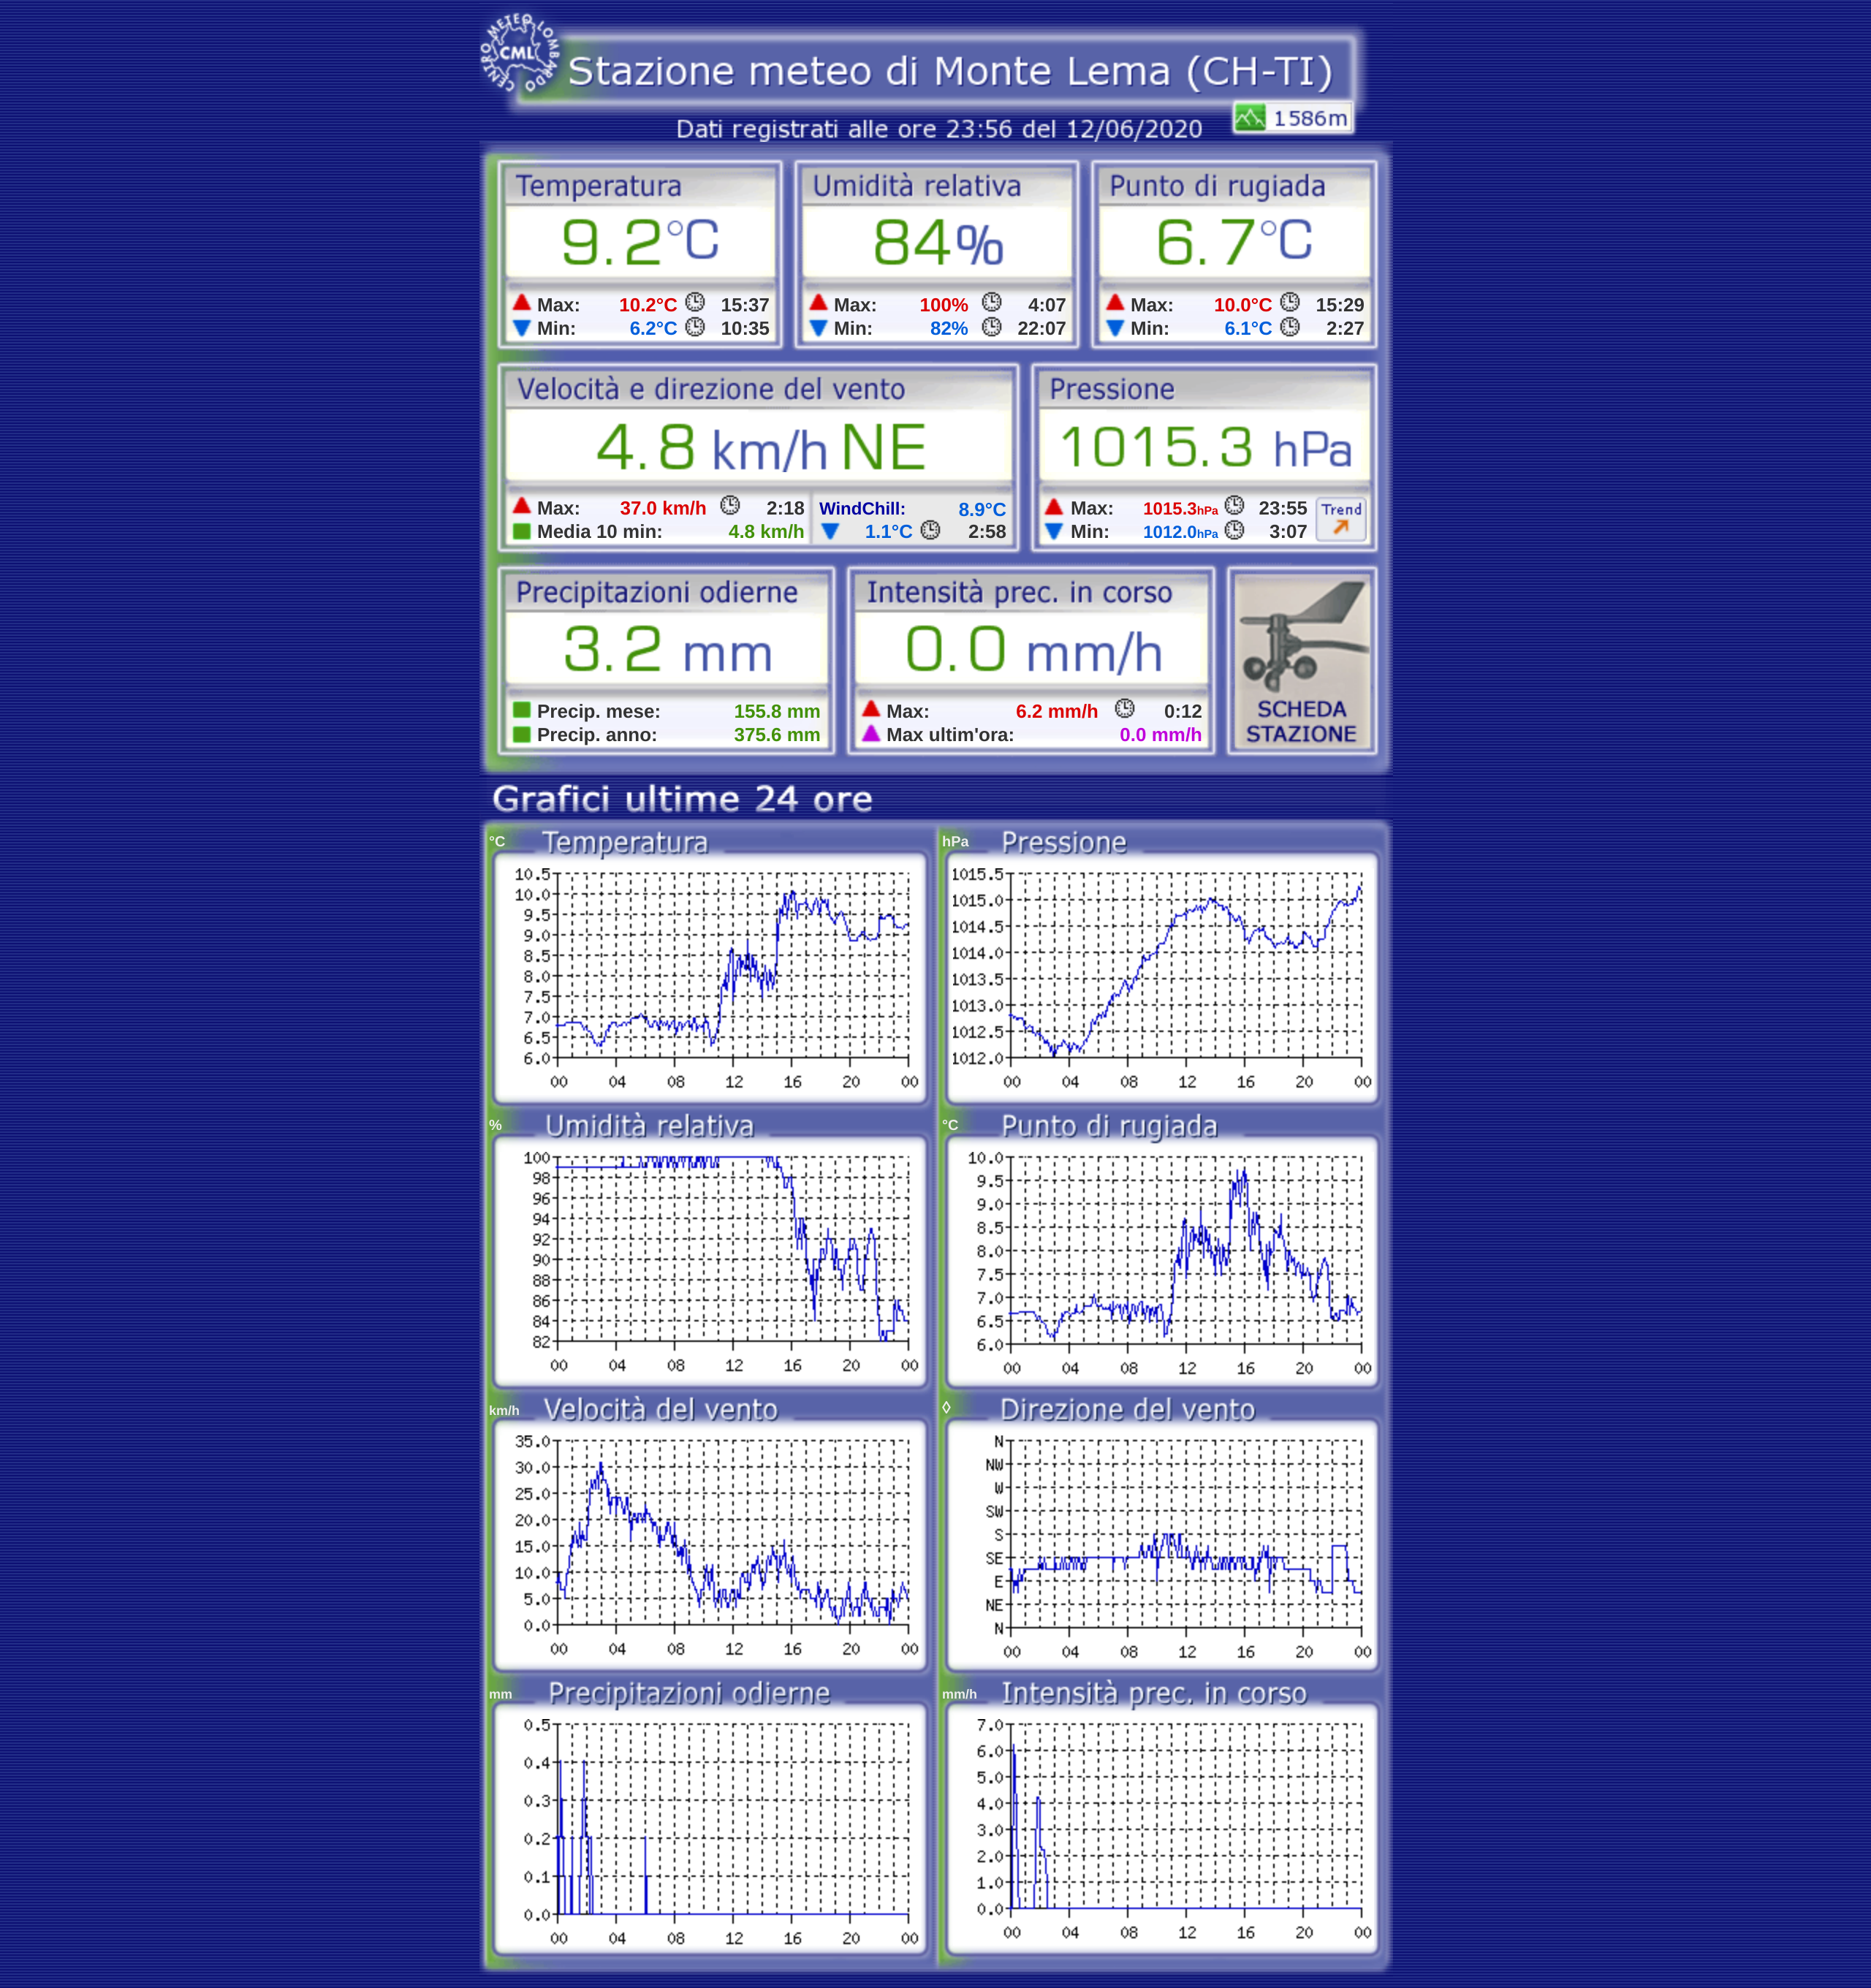 CENTRO METEO LOMBARDO
CML
Stazione meteo di Monte Lema (CH-TI)
1586m
Dati registrati alle ore 23:56 del 12/06/2020
Temperatura
9.2°C
Max: 10.2°C 15:37
Min: 6.2°C 10:35
Umidità relativa
84%
Max: 100% 4:07
Min: 82% 22:07
Punto di rugiada
6.7°C
Max: 10.0°C 15:29
Min: 6.1°C 2:27
Velocità e direzione del vento
4.8 km/h NE
Max: 37.0 km/h 2:18
Media 10 min: 4.8 km/h
WindChill: 8.9°C
1.1°C 2:58
Pressione
1015.3 hPa
Max: 1015.3hPa 23:55
Min: 1012.0hPa 3:07
Trend
Precipitazioni odierne
3.2 mm
Precip. mese: 155.8 mm
Precip. anno: 375.6 mm
Intensità prec. in corso
0.0 mm/h
Max: 6.2 mm/h 0:12
Max ultim'ora: 0.0 mm/h
SCHEDA
STAZIONE
Grafici ultime 24 ore
°C Temperatura
10.5
10.0
9.5
9.0
8.5
8.0
7.5
7.0
6.5
6.0
00 04 08 12 16 20 00
hPa Pressione
1015.5
1015.0
1014.5
1014.0
1013.5
1013.0
1012.5
1012.0
00 04 08 12 16 20 00
% Umidità relativa
100
98
96
94
92
90
88
86
84
82
00 04 08 12 16 20 00
°C Punto di rugiada
10.0
9.5
9.0
8.5
8.0
7.5
7.0
6.5
6.0
00 04 08 12 16 20 00
km/h Velocità del vento
35.0
30.0
25.0
20.0
15.0
10.0
5.0
0.0
00 04 08 12 16 20 00
◊ Direzione del vento
N
NW
W
SW
S
SE
E
NE
N
00 04 08 12 16 20 00
mm Precipitazioni odierne
0.5
0.4
0.3
0.2
0.1
0.0
00 04 08 12 16 20 00
mm/h Intensità prec. in corso
7.0
6.0
5.0
4.0
3.0
2.0
1.0
0.0
00 04 08 12 16 20 00